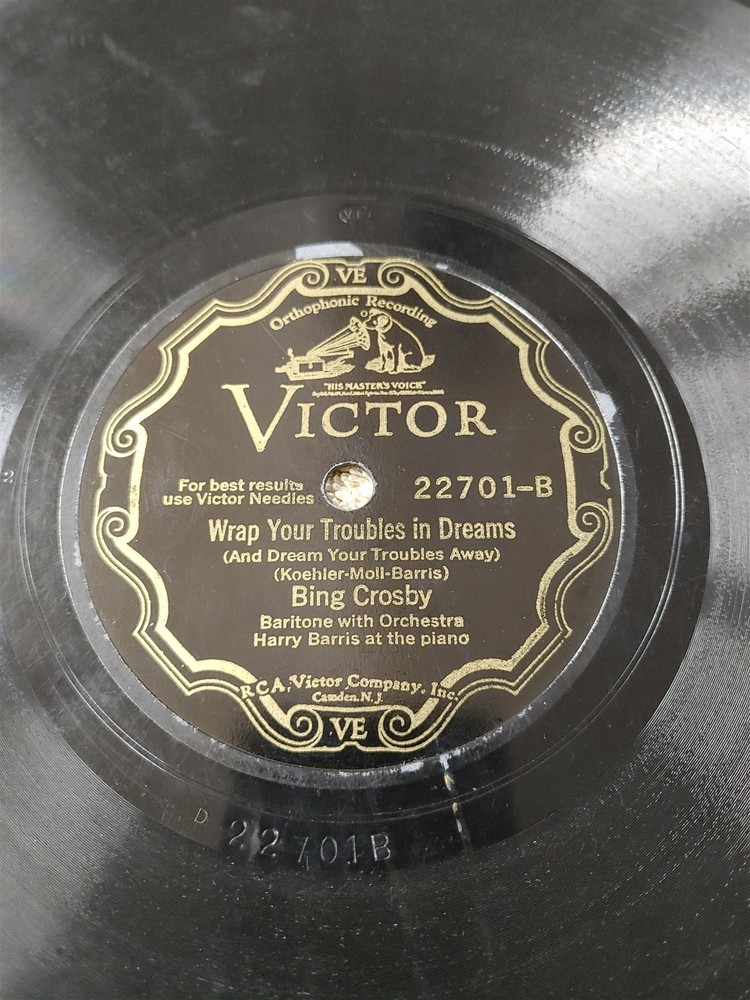 VE
VE
Orthophonic Recording
"HIS MASTER'S VOICE"
VICTOR
For best results
use Victor Needles
22701-B
Wrap Your Troubles in Dreams
(And Dream Your Troubles Away)
(Koehler-Moll-Barris)
Bing Crosby
Baritone with Orchestra
Harry Barris at the piano
RCA Victor Company, Inc.
Camden, N. J.
VE
D
22701B